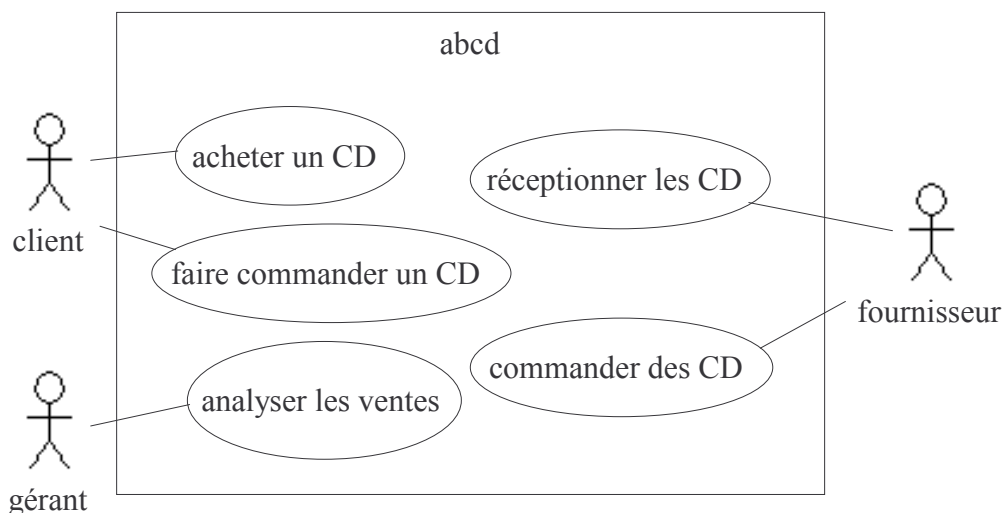 abcd
acheter un CD
réceptionner les CD
client
faire commander un CD
fournisseur
commander des CD
analyser les ventes
gérant